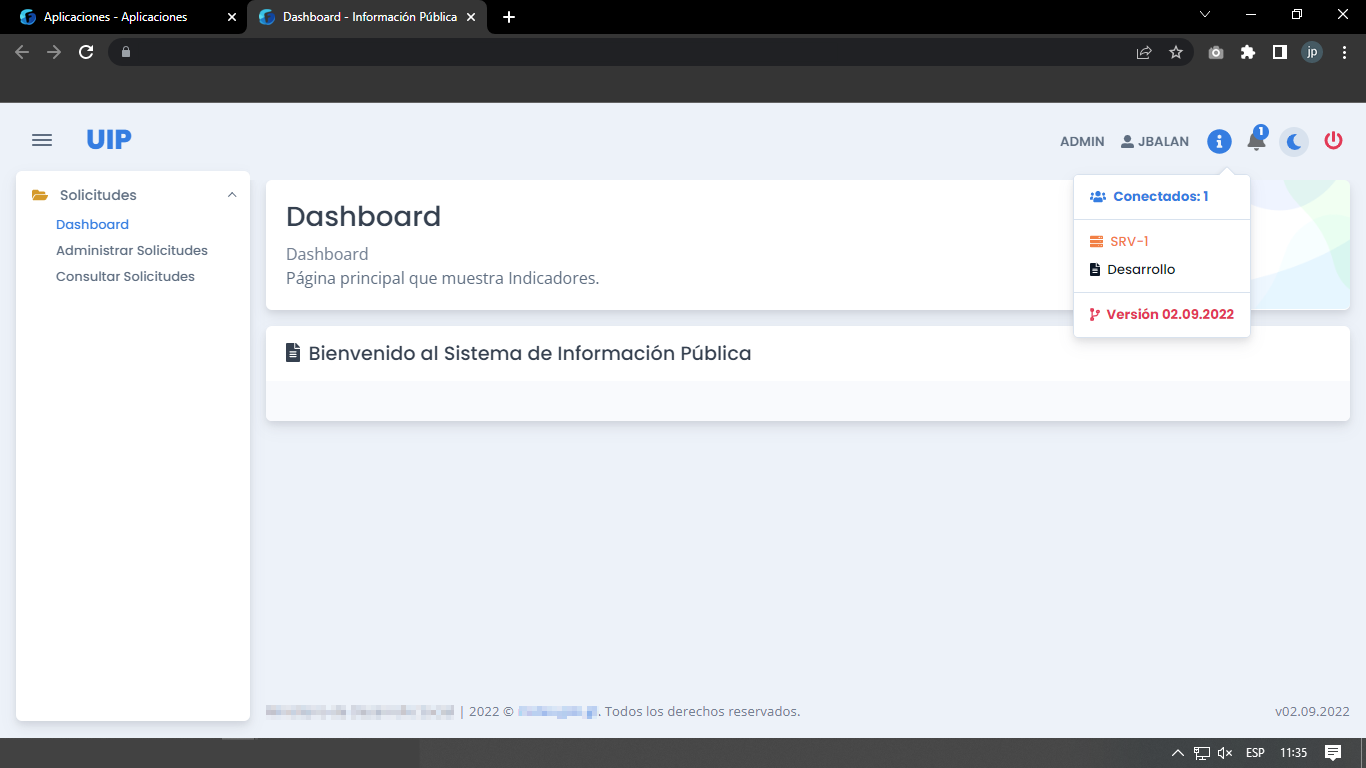 Aplicaciones - Aplicaciones
Dashboard - Información Pública
jp
UIP
ADMIN
JBALAN
1
Solicitudes
Dashboard
Administrar Solicitudes
Consultar Solicitudes
Dashboard
Dashboard
Página principal que muestra Indicadores.
Conectados: 1
SRV-1
Desarrollo
Versión 02.09.2022
Bienvenido al Sistema de Información Pública
| 2022 © . Todos los derechos reservados.
v02.09.2022
ESP
11:35